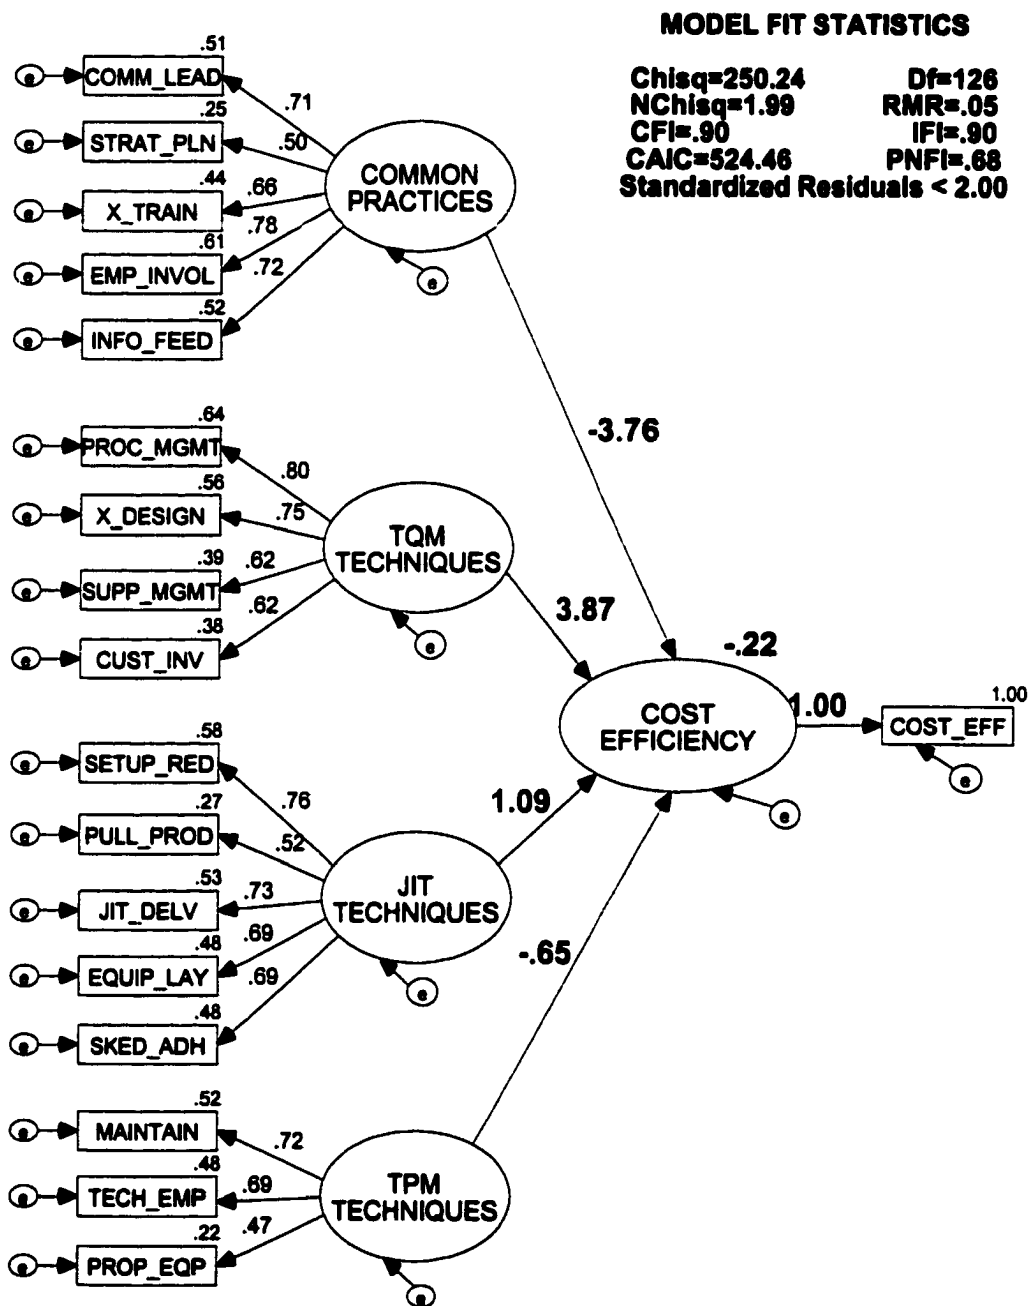 MODEL FIT STATISTICS
Chisq=250.24 Df=126
NChisq=1.99 RMR=.05
CFI=.90 IFI=.90
CAIC=524.46 PNFI=.68
Standardized Residuals < 2.00
.51
e COMM_LEAD
.71
.25
e STRAT_PLN
.50
.44
e X_TRAIN
.66
.61
e EMP_INVOL
.78
.52
e INFO_FEED
.72
COMMON
PRACTICES
e
-3.76
.64
e PROC_MGMT
.80
.56
e X_DESIGN
.75
.39
e SUPP_MGMT
.62
.38
e CUST_INV
.62
TQM
TECHNIQUES
e
3.87
-.22
COST
EFFICIENCY
e
1.00
1.00
COST_EFF
e
.58
e SETUP_RED
.76
.27
e PULL_PROD
.52
.53
e JIT_DELV
.73
.48
e EQUIP_LAY
.69
.48
e SKED_ADH
.69
JIT
TECHNIQUES
e
1.09
-.65
.52
e MAINTAIN
.72
.48
e TECH_EMP
.69
.22
e PROP_EQP
.47
TPM
TECHNIQUES
e